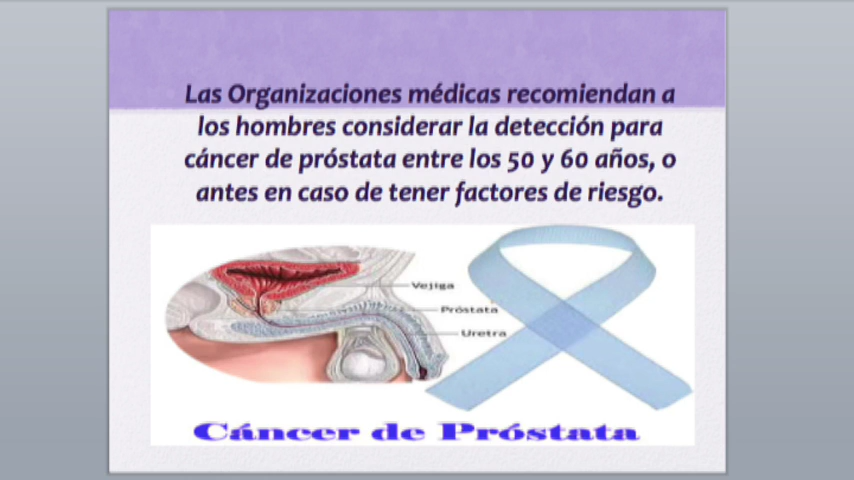 Las Organizaciones médicas recomiendan a
los hombres considerar la detección para
cáncer de próstata entre los 50 y 60 años, o
antes en caso de tener factores de riesgo.
Vejiga
Próstata
Uretra
Cáncer de Próstata